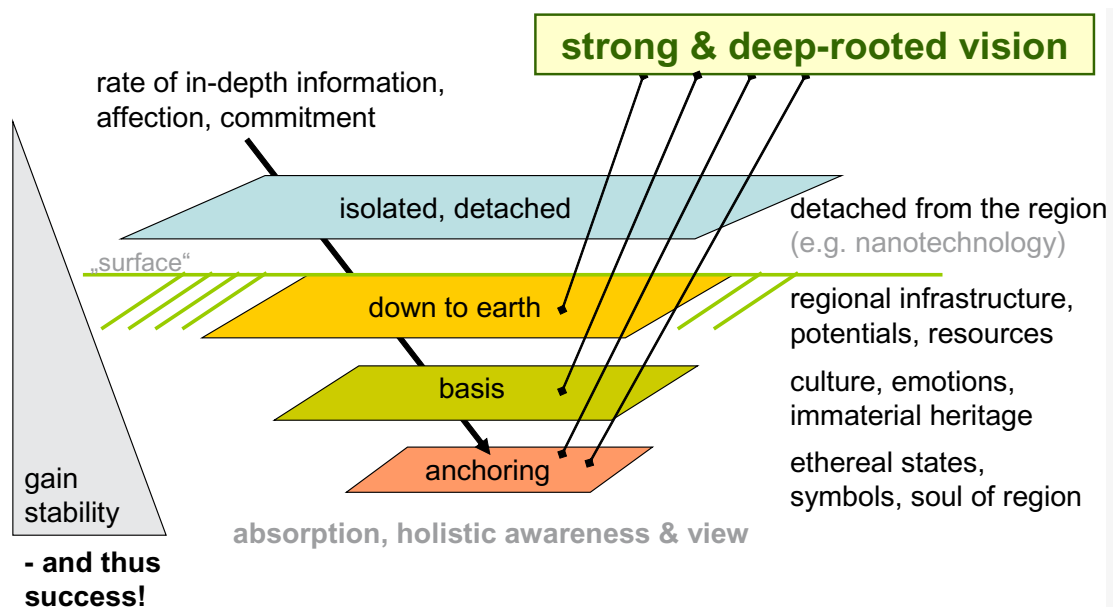 strong & deep-rooted vision
rate of in-depth information,
affection, commitment
isolated, detached
detached from the region
(e.g. nanotechnology)
„surface“
down to earth
regional infrastructure,
potentials, resources
basis
culture, emotions,
immaterial heritage
anchoring
ethereal states,
symbols, soul of region
gain
stability
absorption, holistic awareness & view
- and thus
success!